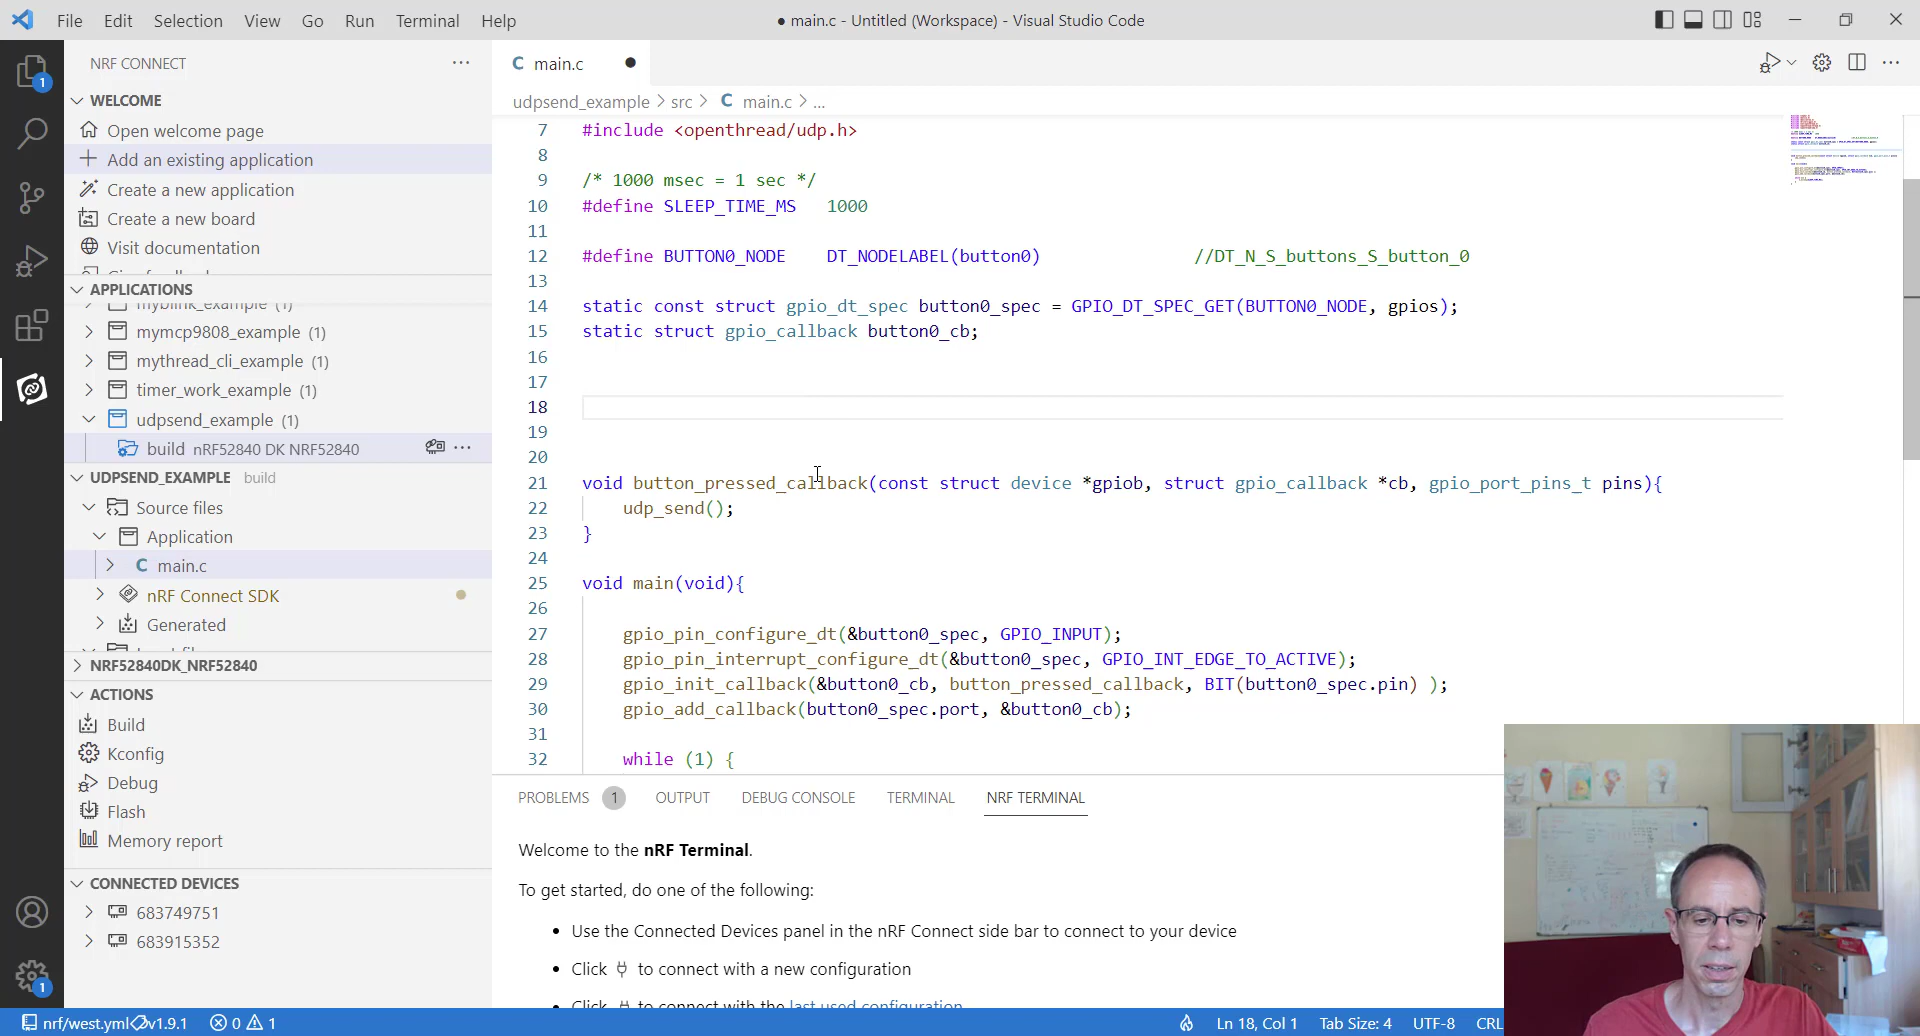 File Edit Selection View Go Run Terminal Help
● main.c - Untitled (Workspace) - Visual Studio Code
NRF CONNECT
WELCOME
Open welcome page
Add an existing application
Create a new application
Create a new board
Visit documentation
APPLICATIONS
myblink_example (1)
mymcp9808_example (1)
mythread_cli_example (1)
timer_work_example (1)
udpsend_example (1)
build nRF52840 DK NRF52840
UDPSEND_EXAMPLE build
Source files
Application
C main.c
nRF Connect SDK
Generated
NRF52840DK_NRF52840
ACTIONS
Build
Kconfig
Debug
Flash
Memory report
CONNECTED DEVICES
683749751
683915352
1
1
C main.c ●
udpsend_example > src > C main.c > ...
7 #include <openthread/udp.h>
8
9 /* 1000 msec = 1 sec */
10 #define SLEEP_TIME_MS 1000
11
12 #define BUTTON0_NODE DT_NODELABEL(button0) //DT_N_S_buttons_S_button_0
13
14 static const struct gpio_dt_spec button0_spec = GPIO_DT_SPEC_GET(BUTTON0_NODE, gpios);
15 static struct gpio_callback button0_cb;
16
17
18
19
20
21 void button_pressed_callback(const struct device *gpiob, struct gpio_callback *cb, gpio_port_pins_t pins){
22 udp_send();
23 }
24
25 void main(void){
26
27 gpio_pin_configure_dt(&button0_spec, GPIO_INPUT);
28 gpio_pin_interrupt_configure_dt(&button0_spec, GPIO_INT_EDGE_TO_ACTIVE);
29 gpio_init_callback(&button0_cb, button_pressed_callback, BIT(button0_spec.pin) );
30 gpio_add_callback(button0_spec.port, &button0_cb);
31
32 while (1) {
PROBLEMS 1 OUTPUT DEBUG CONSOLE TERMINAL NRF TERMINAL
Welcome to the nRF Terminal.
To get started, do one of the following:
• Use the Connected Devices panel in the nRF Connect side bar to connect to your device
• Click to connect with a new configuration
• Click to connect with the last used configuration
nrf/west.yml v1.9.1 0 1 Ln 18, Col 1 Tab Size: 4 UTF-8 CRL